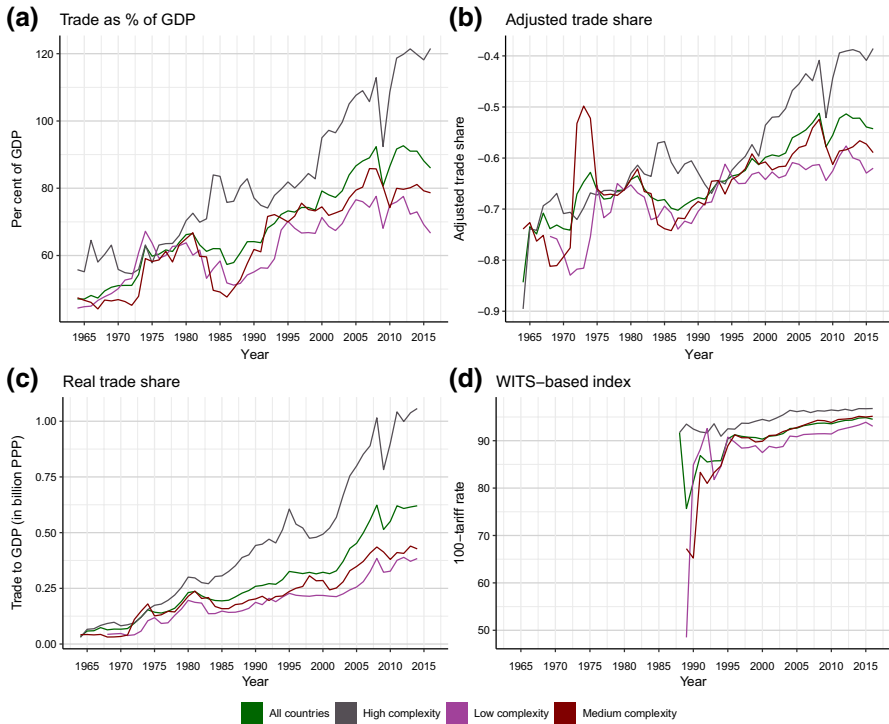 (a) Trade as % of GDP
Per cent of GDP
120
100
80
60
1965 1970 1975 1980 1985 1990 1995 2000 2005 2010 2015
Year
(b) Adjusted trade share
Adjusted trade share
−0.4
−0.5
−0.6
−0.7
−0.8
−0.9
1965 1970 1975 1980 1985 1990 1995 2000 2005 2010 2015
Year
(c) Real trade share
Trade to GDP (in billion PPP)
1.00
0.75
0.50
0.25
0.00
1965 1970 1975 1980 1985 1990 1995 2000 2005 2010 2015
Year
(d) WITS−based index
100−tariff rate
90
80
70
60
50
1965 1970 1975 1980 1985 1990 1995 2000 2005 2010 2015
Year
All countries High complexity Low complexity Medium complexity